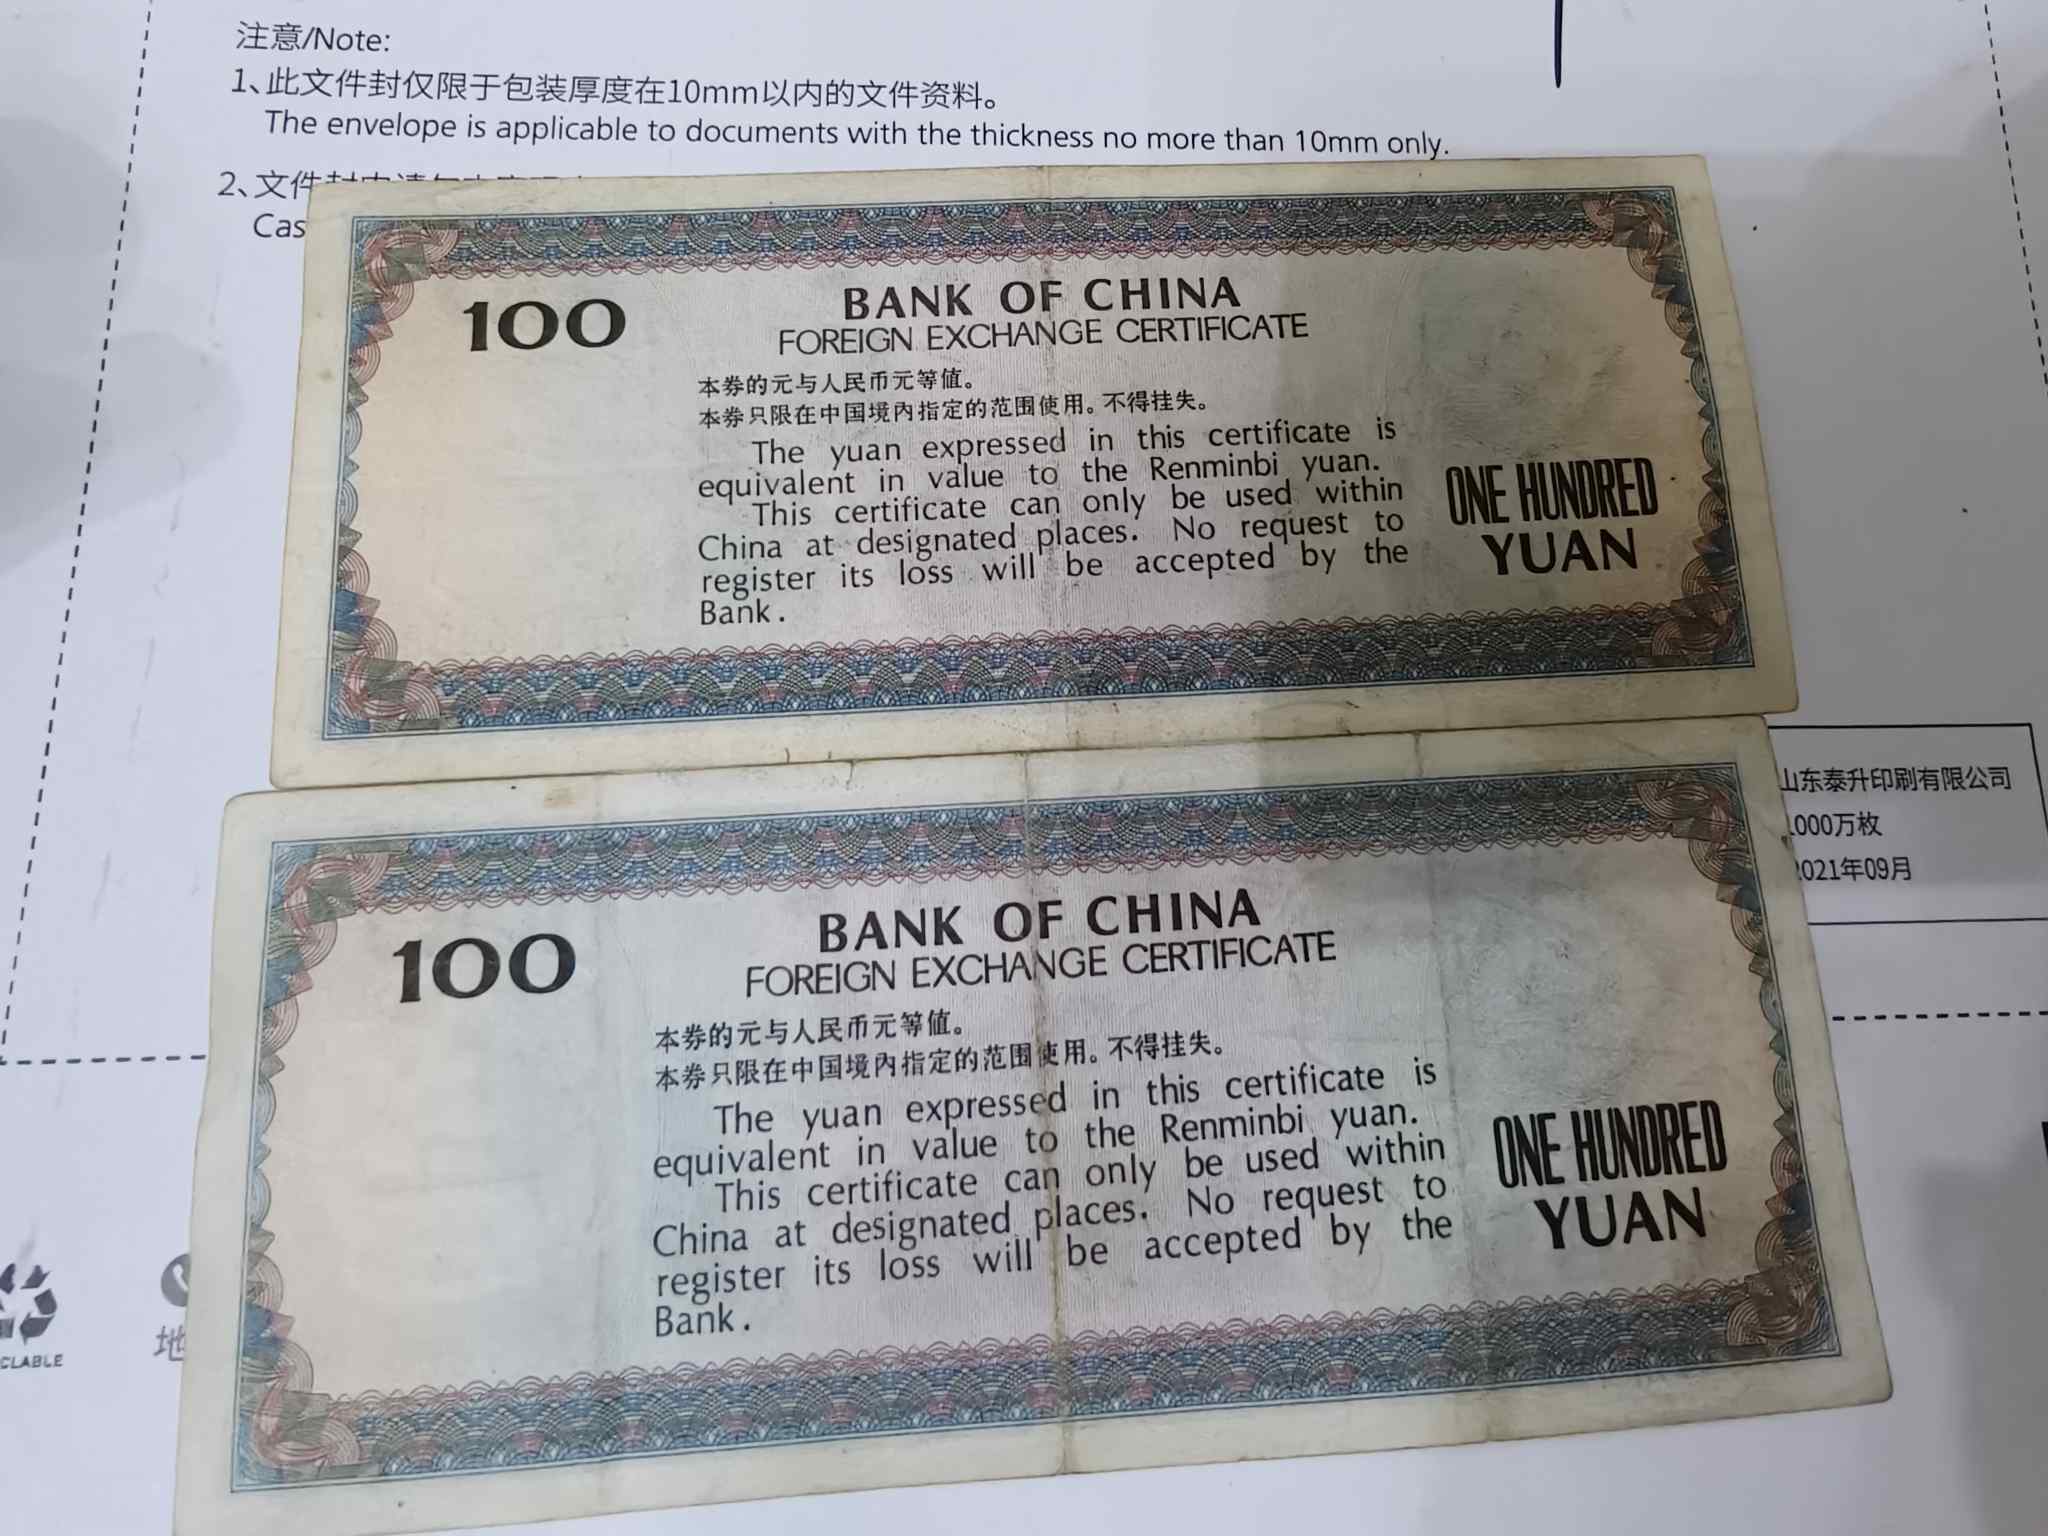 注意/Note:
1、此文件封仅限于包装厚度在10mm以内的文件资料。
The envelope is applicable to documents with the thickness no more than 10mm only.
2、文件
Cas
100
BANK OF CHINA
FOREIGN EXCHANGE CERTIFICATE
本券的元与人民币元等値。
本券只限在中国境内指定的范围使用。不得挂失。
The yuan expressed in this certificate is
equivalent in value to the Renminbi yuan.
This certificate can only be used within
China at designated places. No request to
register its loss will be accepted by the
Bank.
ONE HUNDRED
YUAN
山东泰升印刷有限公司
1000万枚
2021年09月
100
BANK OF CHINA
FOREIGN EXCHANGE CERTIFICATE
本券的元与人民币元等値。
本券只限在中国境内指定的范围使用。不得挂失。
The yuan expressed in this certificate is
equivalent in value to the Renminbi yuan.
This certificate can only be used within
China at designated places. No request to
register its loss will be accepted by the
Bank.
ONE HUNDRED
YUAN
CLABLE
地